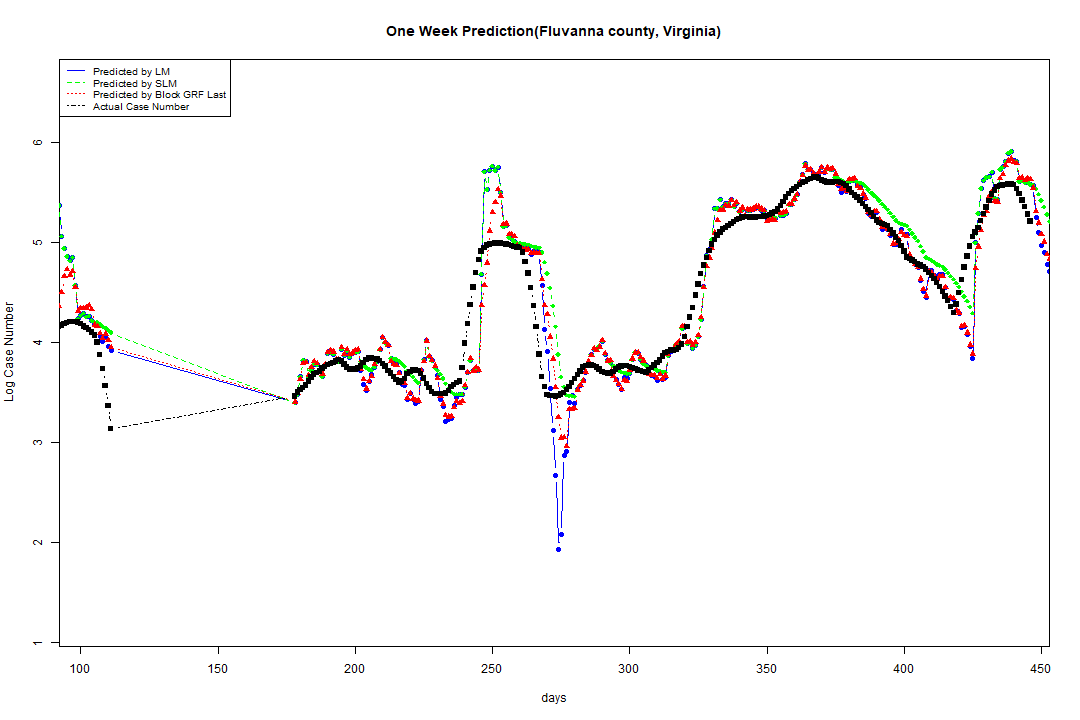 One Week Prediction(Fluvanna county, Virginia)
Predicted by LM
Predicted by SLM
Predicted by Block GRF Last
Actual Case Number
Log Case Number
6
5
4
3
2
1
100 150 200 250 300 350 400 450
days